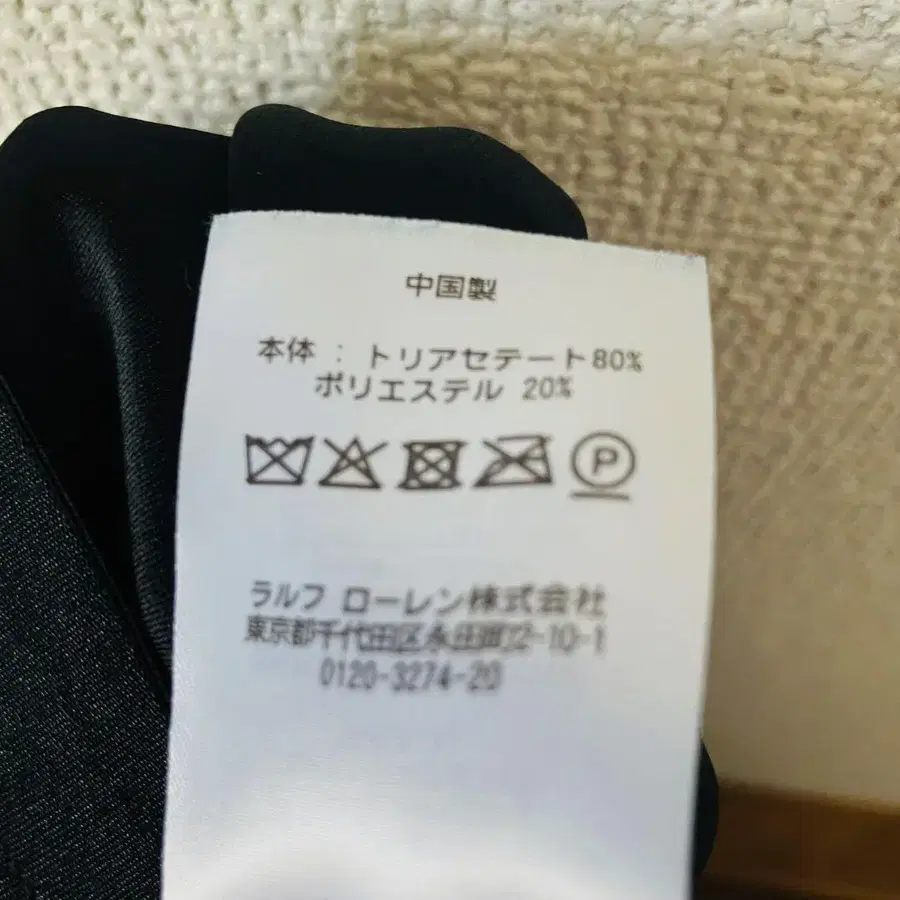 中国製
本体 : トリアセテート80%
ポリエステル 20%
P
ラルフ ローレン株式会社
東京都千代田区永田町2-10-1
0120-3274-20